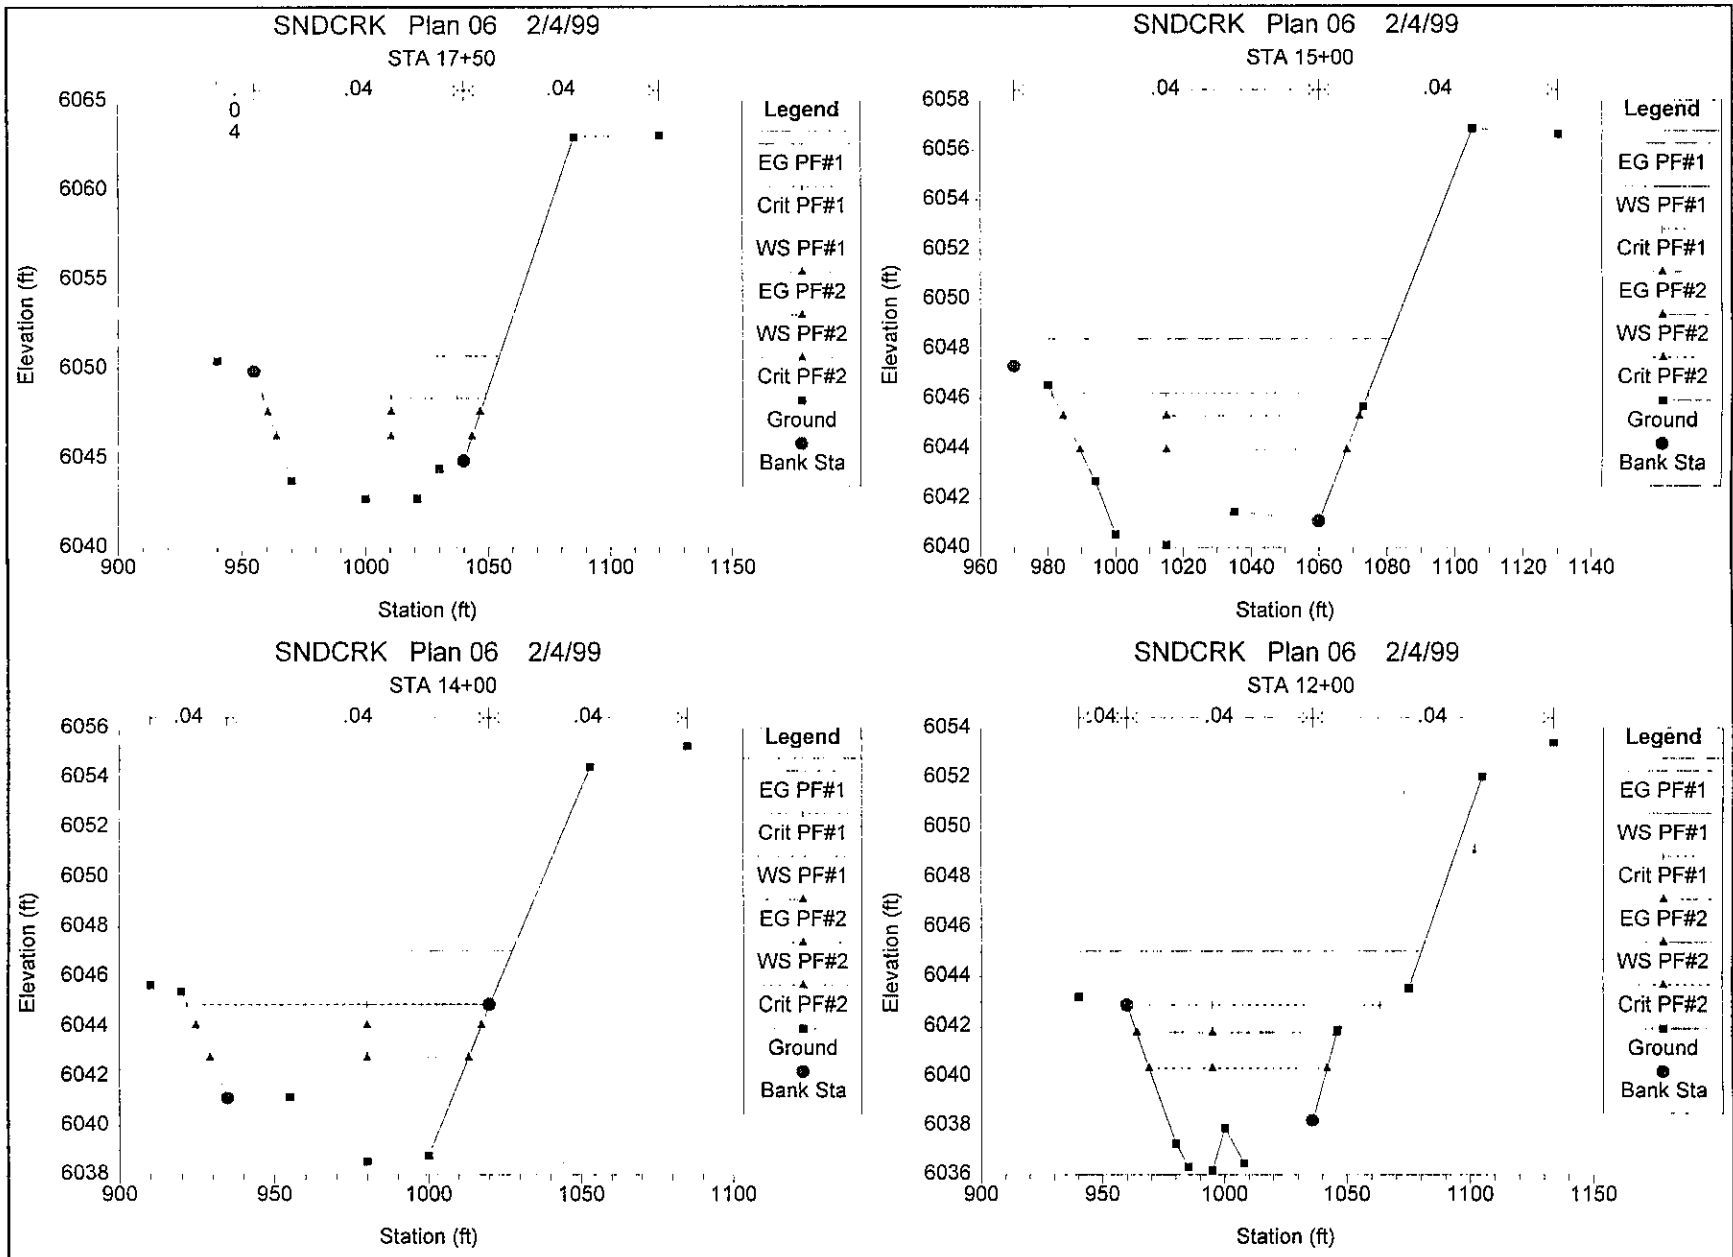 SNDCRK Plan 06 2/4/99
STA 17+50
.04 .04 .04
Elevation (ft)
6065
6060
6055
6050
6045
6040
900 950 1000 1050 1100 1150
Station (ft)
Legend
EG PF#1
Crit PF#1
WS PF#1
EG PF#2
WS PF#2
Crit PF#2
Ground
Bank Sta
SNDCRK Plan 06 2/4/99
STA 15+00
.04 .04
Elevation (ft)
6058
6056
6054
6052
6050
6048
6046
6044
6042
6040
960 980 1000 1020 1040 1060 1080 1100 1120 1140
Station (ft)
Legend
EG PF#1
WS PF#1
Crit PF#1
EG PF#2
WS PF#2
Crit PF#2
Ground
Bank Sta
SNDCRK Plan 06 2/4/99
STA 14+00
.04 .04 .04
Elevation (ft)
6056
6054
6052
6050
6048
6046
6044
6042
6040
6038
900 950 1000 1050 1100
Station (ft)
Legend
EG PF#1
Crit PF#1
WS PF#1
EG PF#2
WS PF#2
Crit PF#2
Ground
Bank Sta
SNDCRK Plan 06 2/4/99
STA 12+00
.04 .04 .04
Elevation (ft)
6054
6052
6050
6048
6046
6044
6042
6040
6038
6036
900 950 1000 1050 1100 1150
Station (ft)
Legend
EG PF#1
WS PF#1
Crit PF#1
EG PF#2
WS PF#2
Crit PF#2
Ground
Bank Sta